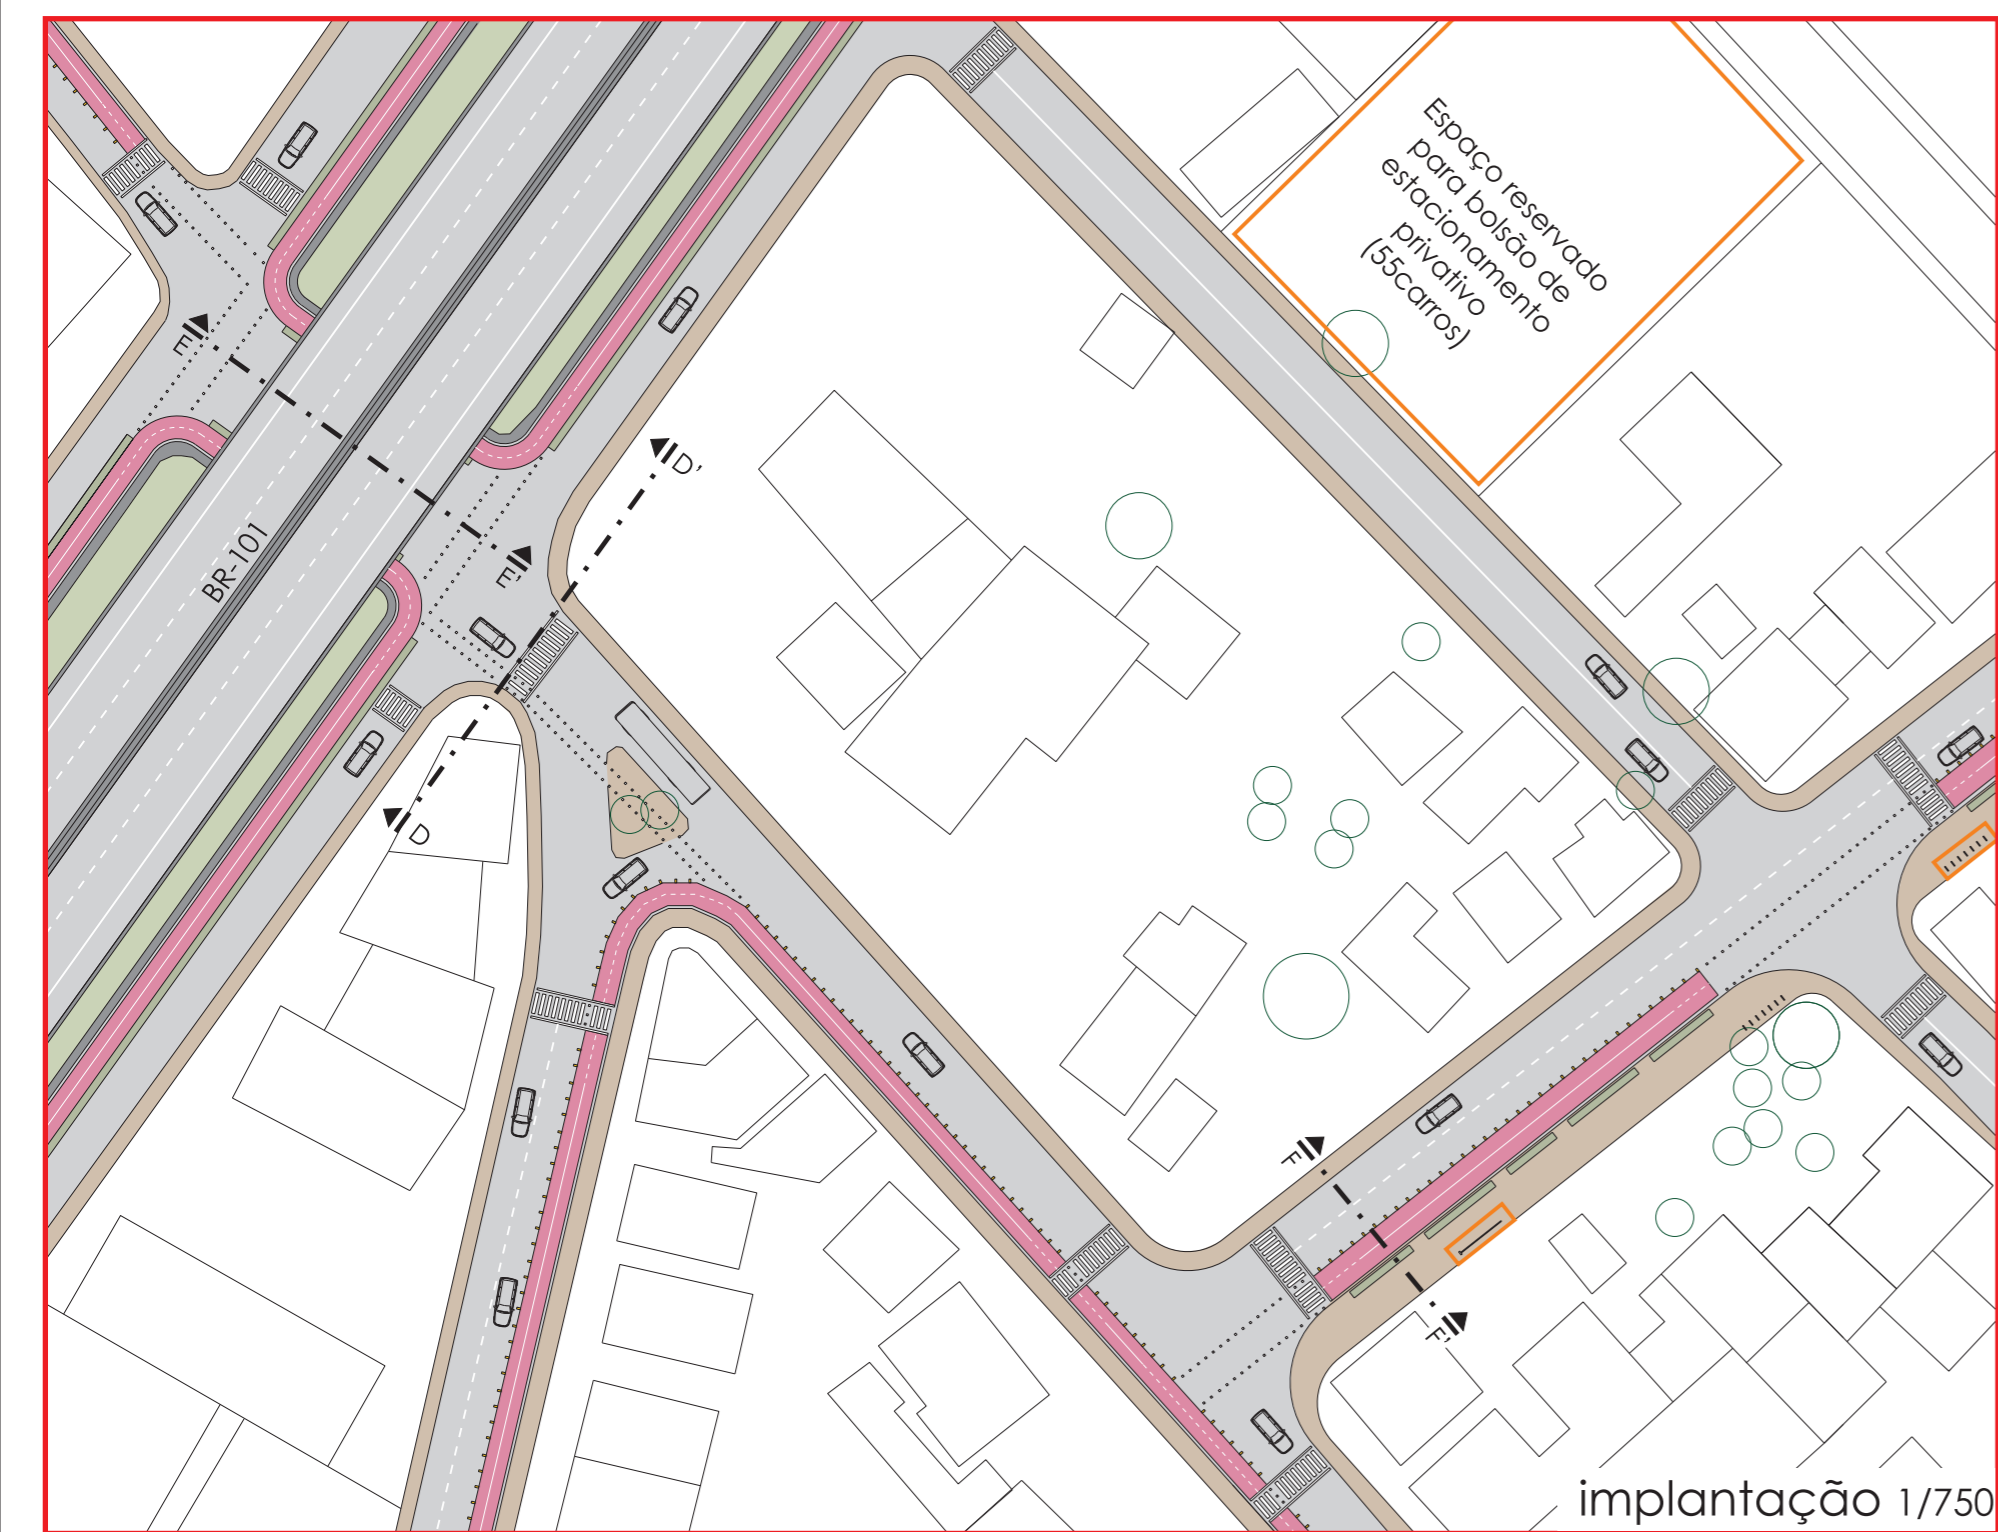 Espaço reservado
para bolsão de
estacionamento
privativo
(55carros)
E
D'
BR-101
E'
D
F
F'
implantação 1/750